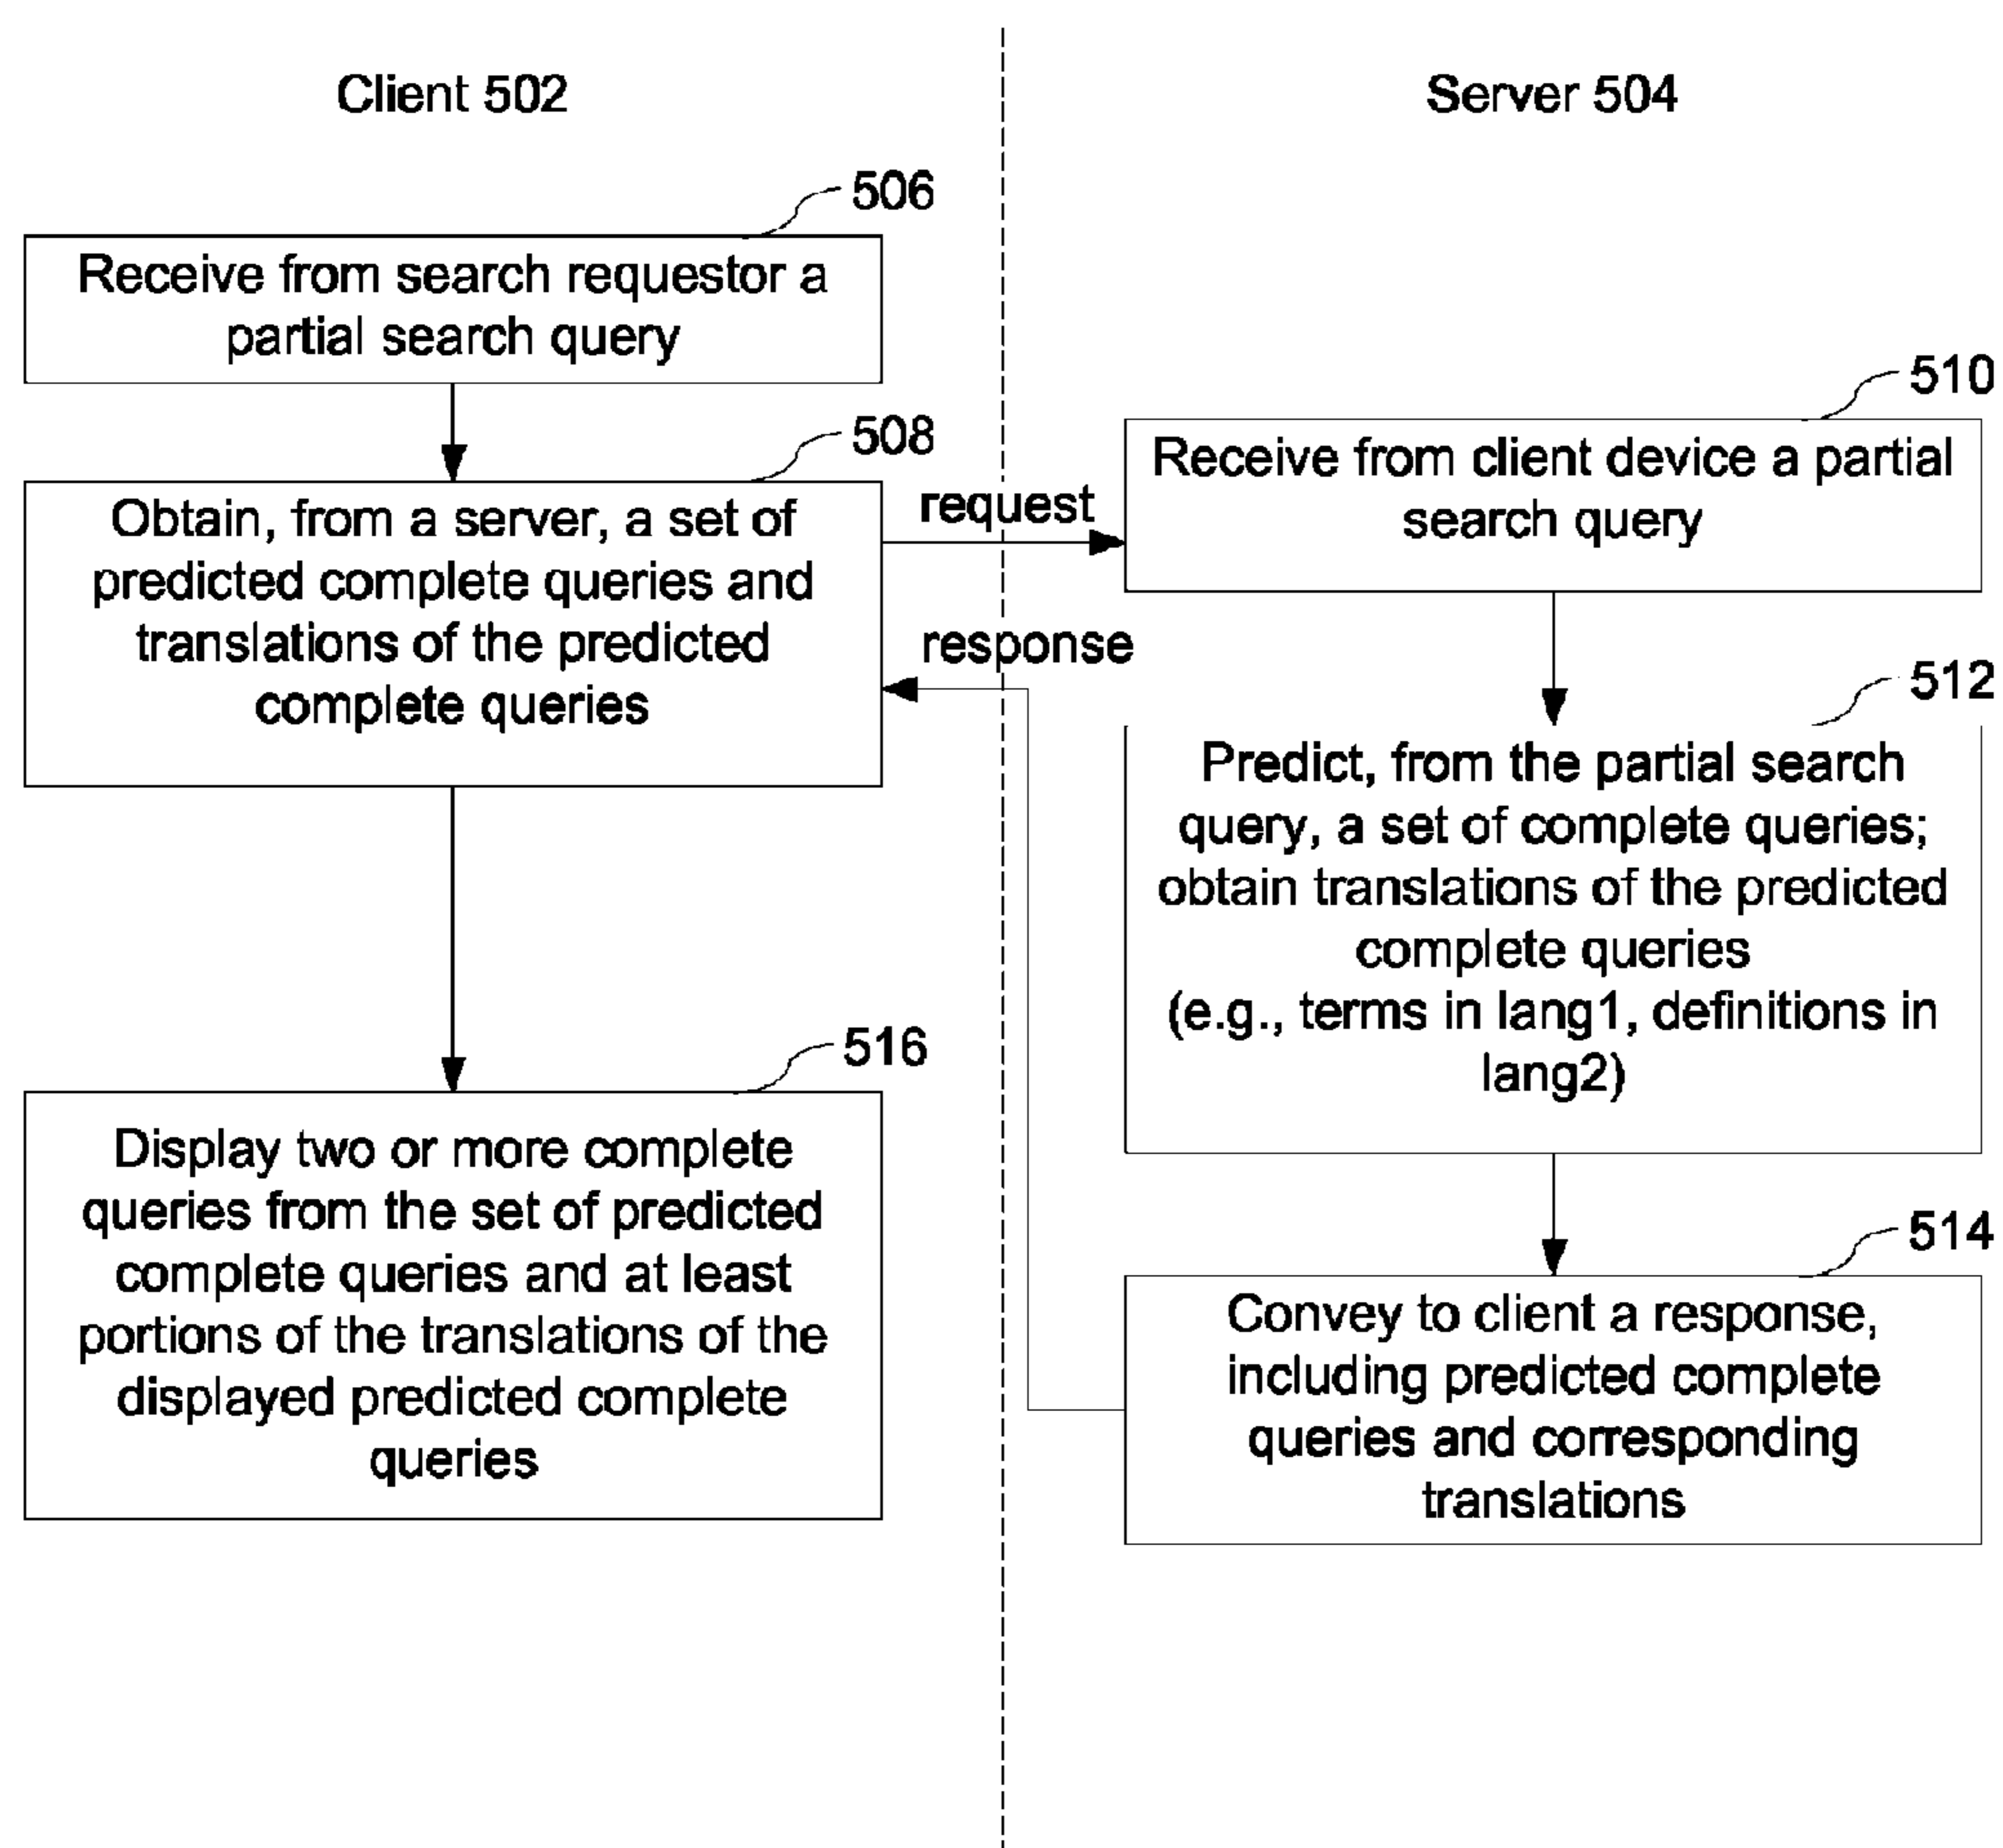 Client 502
Server 504
506
Receive from search requestor a
partial search query
508
Obtain, from a server, a set of
predicted complete queries and
translations of the predicted
complete queries
request
response
510
Receive from client device a partial
search query
512
Predict, from the partial search
query, a set of complete queries;
obtain translations of the predicted
complete queries
(e.g., terms in lang1, definitions in
lang2)
514
Convey to client a response,
including predicted complete
queries and corresponding
translations
516
Display two or more complete
queries from the set of predicted
complete queries and at least
portions of the translations of the
displayed predicted complete
queries